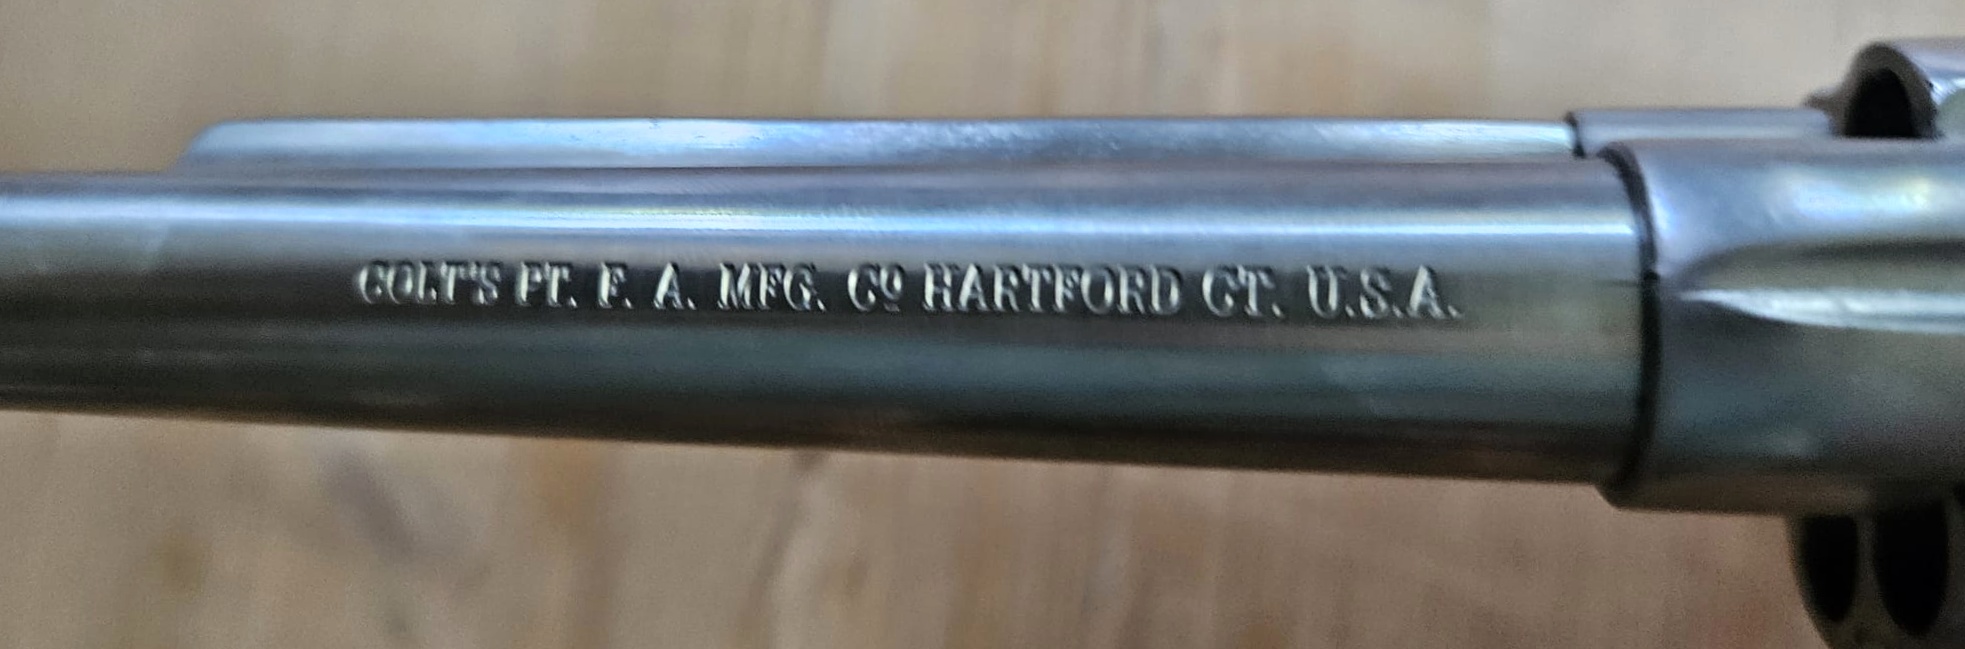 COLT'S PT. F. A. MFG. Cº HARTFORD CT. U.S.A.